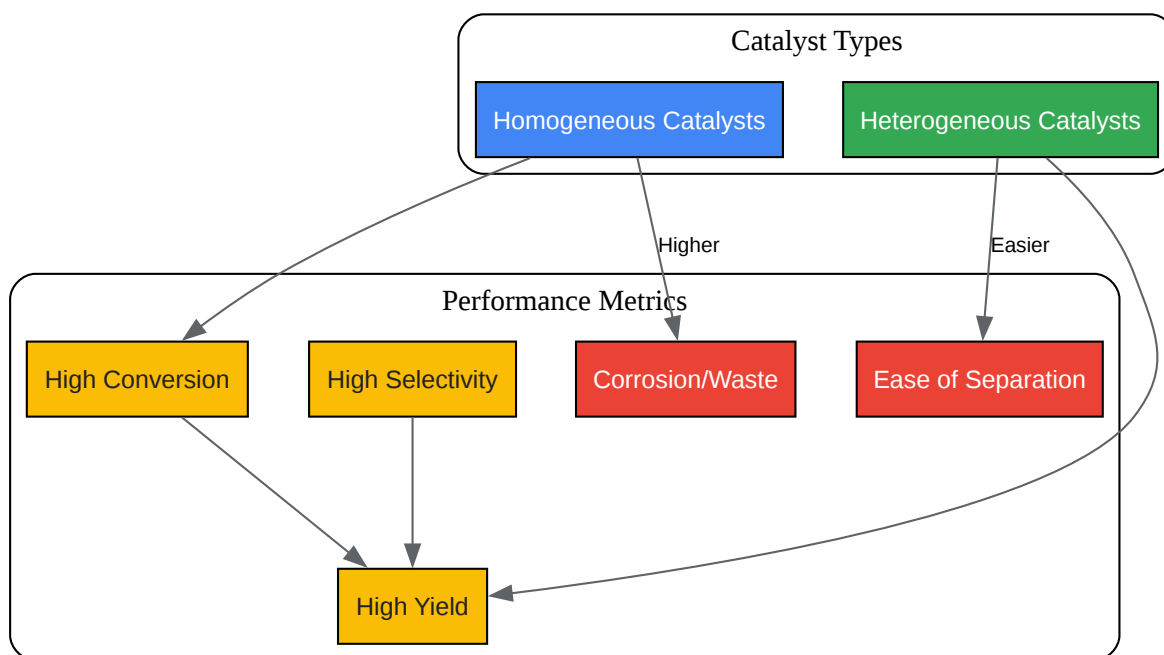 Catalyst Types
Homogeneous Catalysts
Heterogeneous Catalysts
Higher
Easier
Performance Metrics
High Conversion
High Selectivity
Corrosion/Waste
Ease of Separation
High Yield